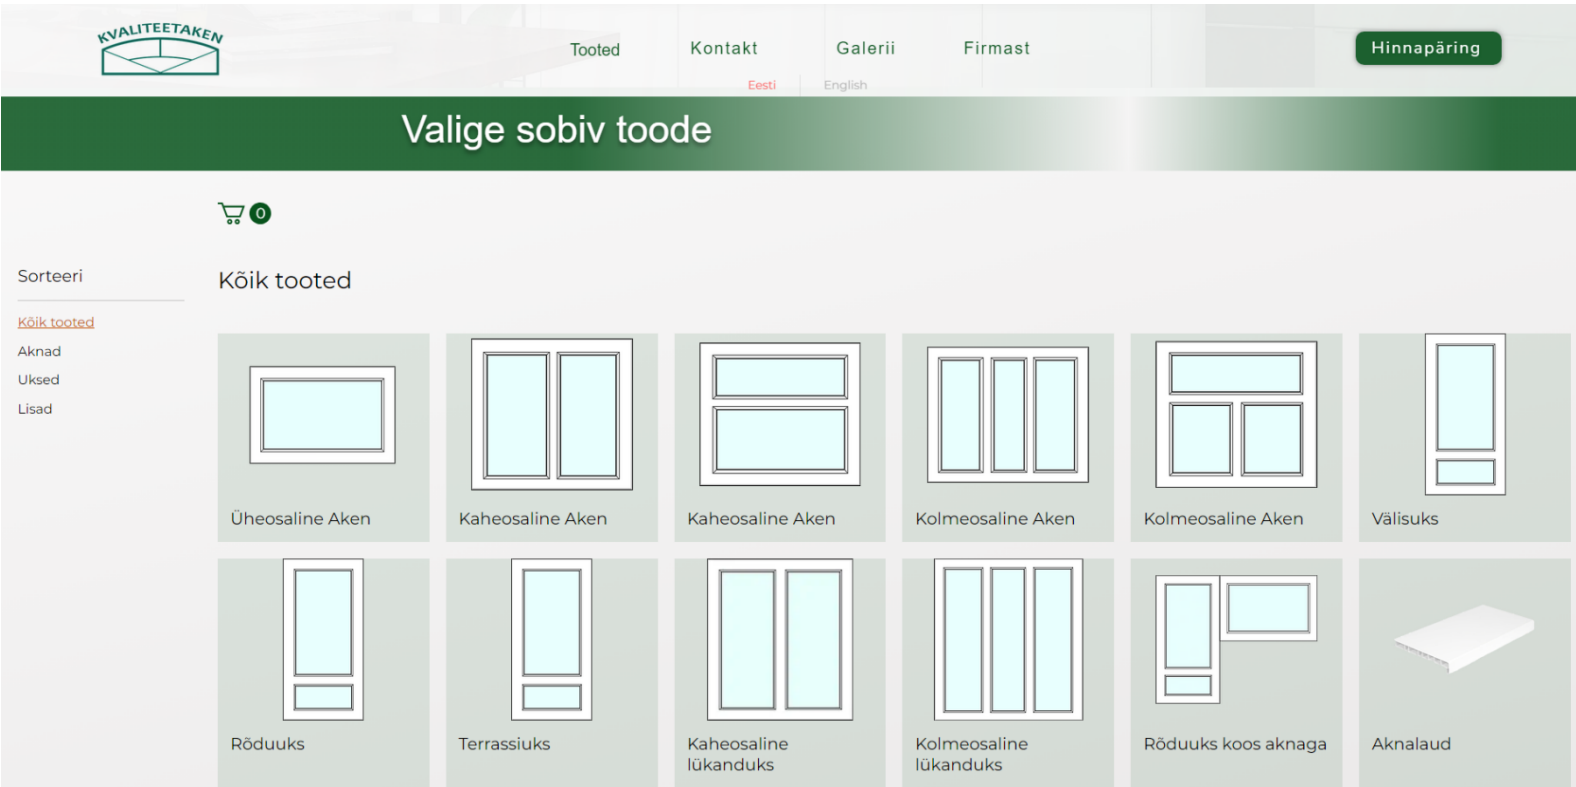 KVALITEETAKEN
Tooted Kontakt Galerii Firmast Hinnapäring
Eesti English
Valige sobiv toode
0
Sorteeri
Kõik tooted
Aknad
Uksed
Lisad
Kõik tooted
Üheosaline Aken
Kaheosaline Aken
Kaheosaline Aken
Kolmeosaline Aken
Kolmeosaline Aken
Välisuks
Rõduuks
Terrassiuks
Kaheosaline
lükanduks
Kolmeosaline
lükanduks
Rõduuks koos aknaga
Aknalaud